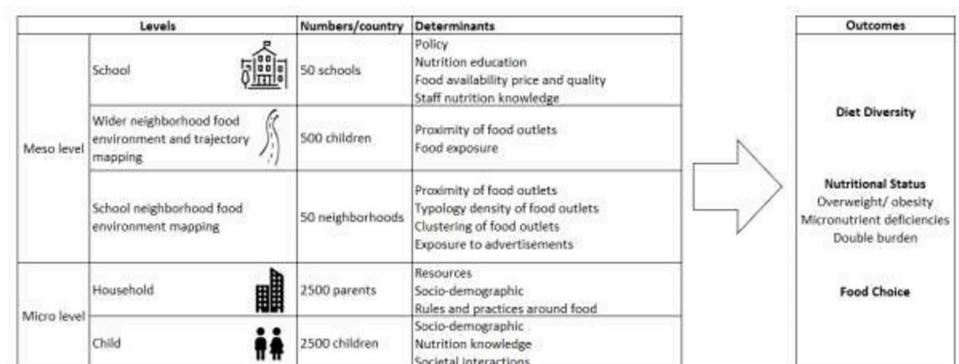 Levels
Numbers/country
Determinants
Outcomes
Meso level
School
50 schools
Policy
Nutrition education
Food availability price and quality
Staff nutrition knowledge
Wider neighborhood food
environment and trajectory
mapping
500 children
Proximity of food outlets
Food exposure
School neighborhood food
environment mapping
50 neighborhoods
Proximity of food outlets
Typology density of food outlets
Clustering of food outlets
Exposure to advertisements
Micro level
Household
2500 parents
Resources
Socio-demographic
Rules and practices around food
Child
2500 children
Socio-demographic
Nutrition knowledge
Societal interactions
Diet Diversity
Nutritional Status
Overweight/ obesity
Micronutrient deficiencies
Double burden
Food Choice